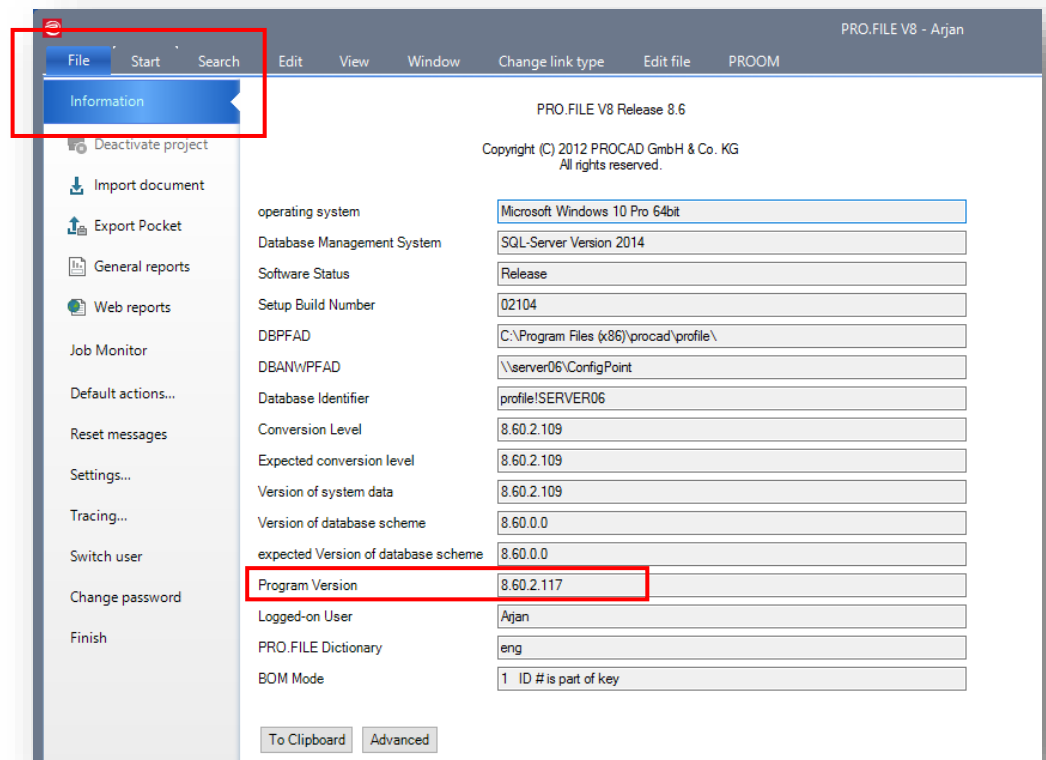 PRO.FILE V8 - Arjan
File Start Search Edit View Window Change link type Edit file PROOM
Information
Deactivate project
Import document
Export Pocket
General reports
Web reports
Job Monitor
Default actions...
Reset messages
Settings...
Tracing...
Switch user
Change password
Finish
PRO.FILE V8 Release 8.6
Copyright (C) 2012 PROCAD GmbH & Co. KG
All rights reserved.
operating system Microsoft Windows 10 Pro 64bit
Database Management System SQL-Server Version 2014
Software Status Release
Setup Build Number 02104
DBPFAD C:\Program Files (x86)\procad\profile\
DBANWPFAD \\server06\ConfigPoint
Database Identifier profile!SERVER06
Conversion Level 8.60.2.109
Expected conversion level 8.60.2.109
Version of system data 8.60.2.109
Version of database scheme 8.60.0.0
expected Version of database scheme 8.60.0.0
Program Version 8.60.2.117
Logged-on User Arjan
PRO.FILE Dictionary eng
BOM Mode 1 ID # is part of key
To Clipboard Advanced